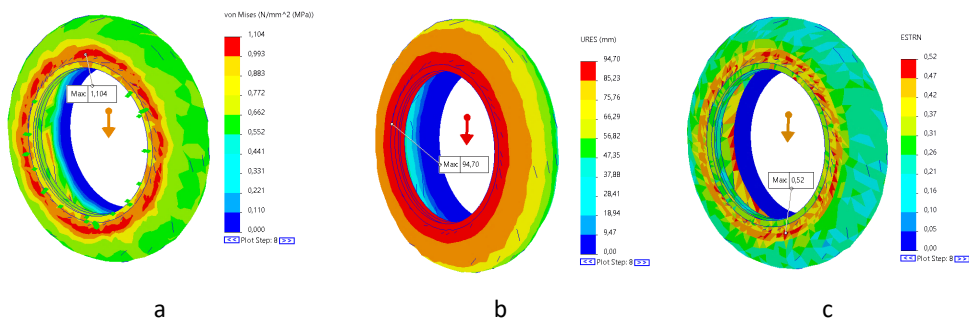 von Mises (N/mm^2 (MPa))
1,104
0,993
0,883
0,772
0,662
0,552
0,441
0,331
0,221
0,110
0,000
<< Plot Step: 8 >>
Max: 1,104
a
URES (mm)
94,70
85,23
75,76
66,29
56,82
47,35
37,88
28,41
18,94
9,47
0,00
<< Plot Step: 8 >>
Max: 94,70
b
ESTRN
0,52
0,47
0,42
0,37
0,31
0,26
0,21
0,16
0,10
0,05
0,00
<< Plot Step: 8 >>
Max: 0,52
c